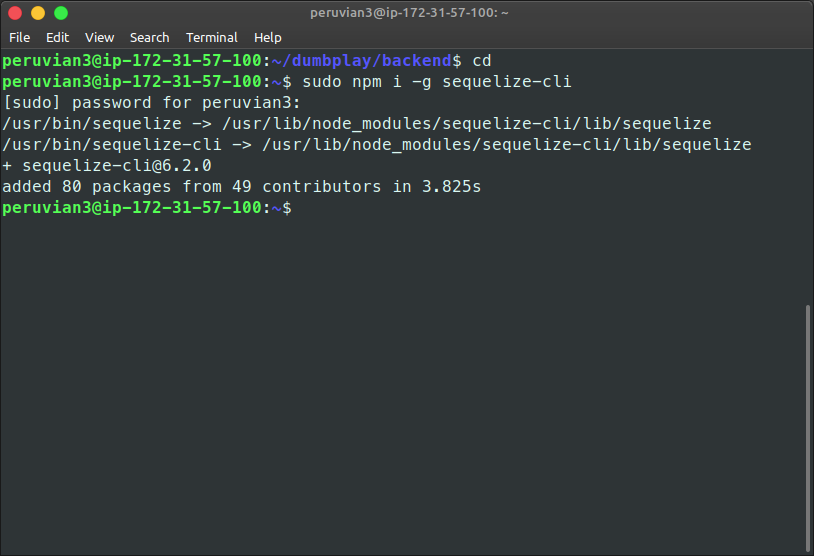 peruvian3@ip-172-31-57-100: ~
File Edit View Search Terminal Help
peruvian3@ip-172-31-57-100:~/dumbplay/backend$ cd
peruvian3@ip-172-31-57-100:~$ sudo npm i -g sequelize-cli
[sudo] password for peruvian3:
/usr/bin/sequelize -> /usr/lib/node_modules/sequelize-cli/lib/sequelize
/usr/bin/sequelize-cli -> /usr/lib/node_modules/sequelize-cli/lib/sequelize
+ sequelize-cli@6.2.0
added 80 packages from 49 contributors in 3.825s
peruvian3@ip-172-31-57-100:~$